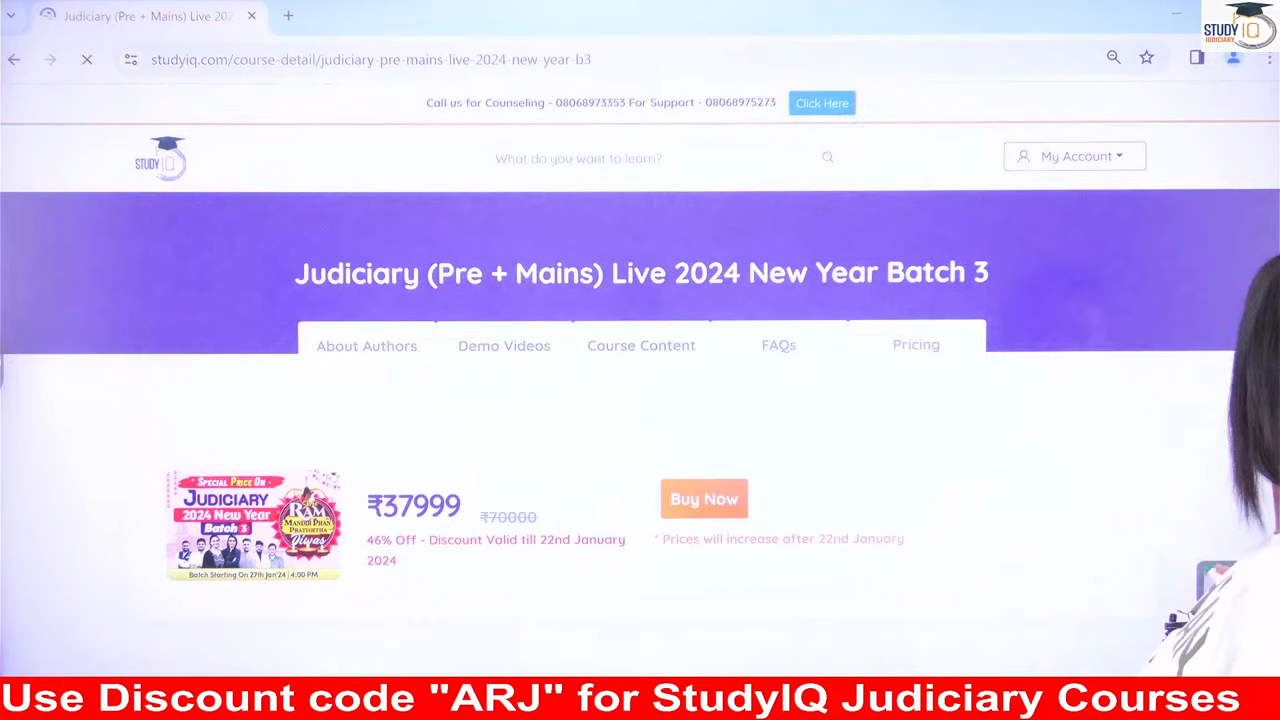 Judiciary (Pre + Mains) Live 202
STUDY IQ
JUDICIARY
studyiq.com/course-detail/judiciary-pre-mains-live-2024-new-year-b3
Call us for Counseling - 08068973353 For Support - 08068975273 Click Here
STUDY IQ
What do you want to learn?
My Account
Judiciary (Pre + Mains) Live 2024 New Year Batch 3
About Authors Demo Videos Course Content FAQs Pricing
SPECIAL PRICE ON
JUDICIARY
2024 New Year
Batch 3
RAM
MANDIR PRAN
PRATISHTHA
Diwas
Batch Starting On 27th Jan'24 | 4:00 PM
₹37999 ₹70000
Buy Now
46% Off - Discount Valid till 22nd January
2024
* Prices will increase after 22nd January
Use Discount code "ARJ" for StudyIQ Judiciary Courses